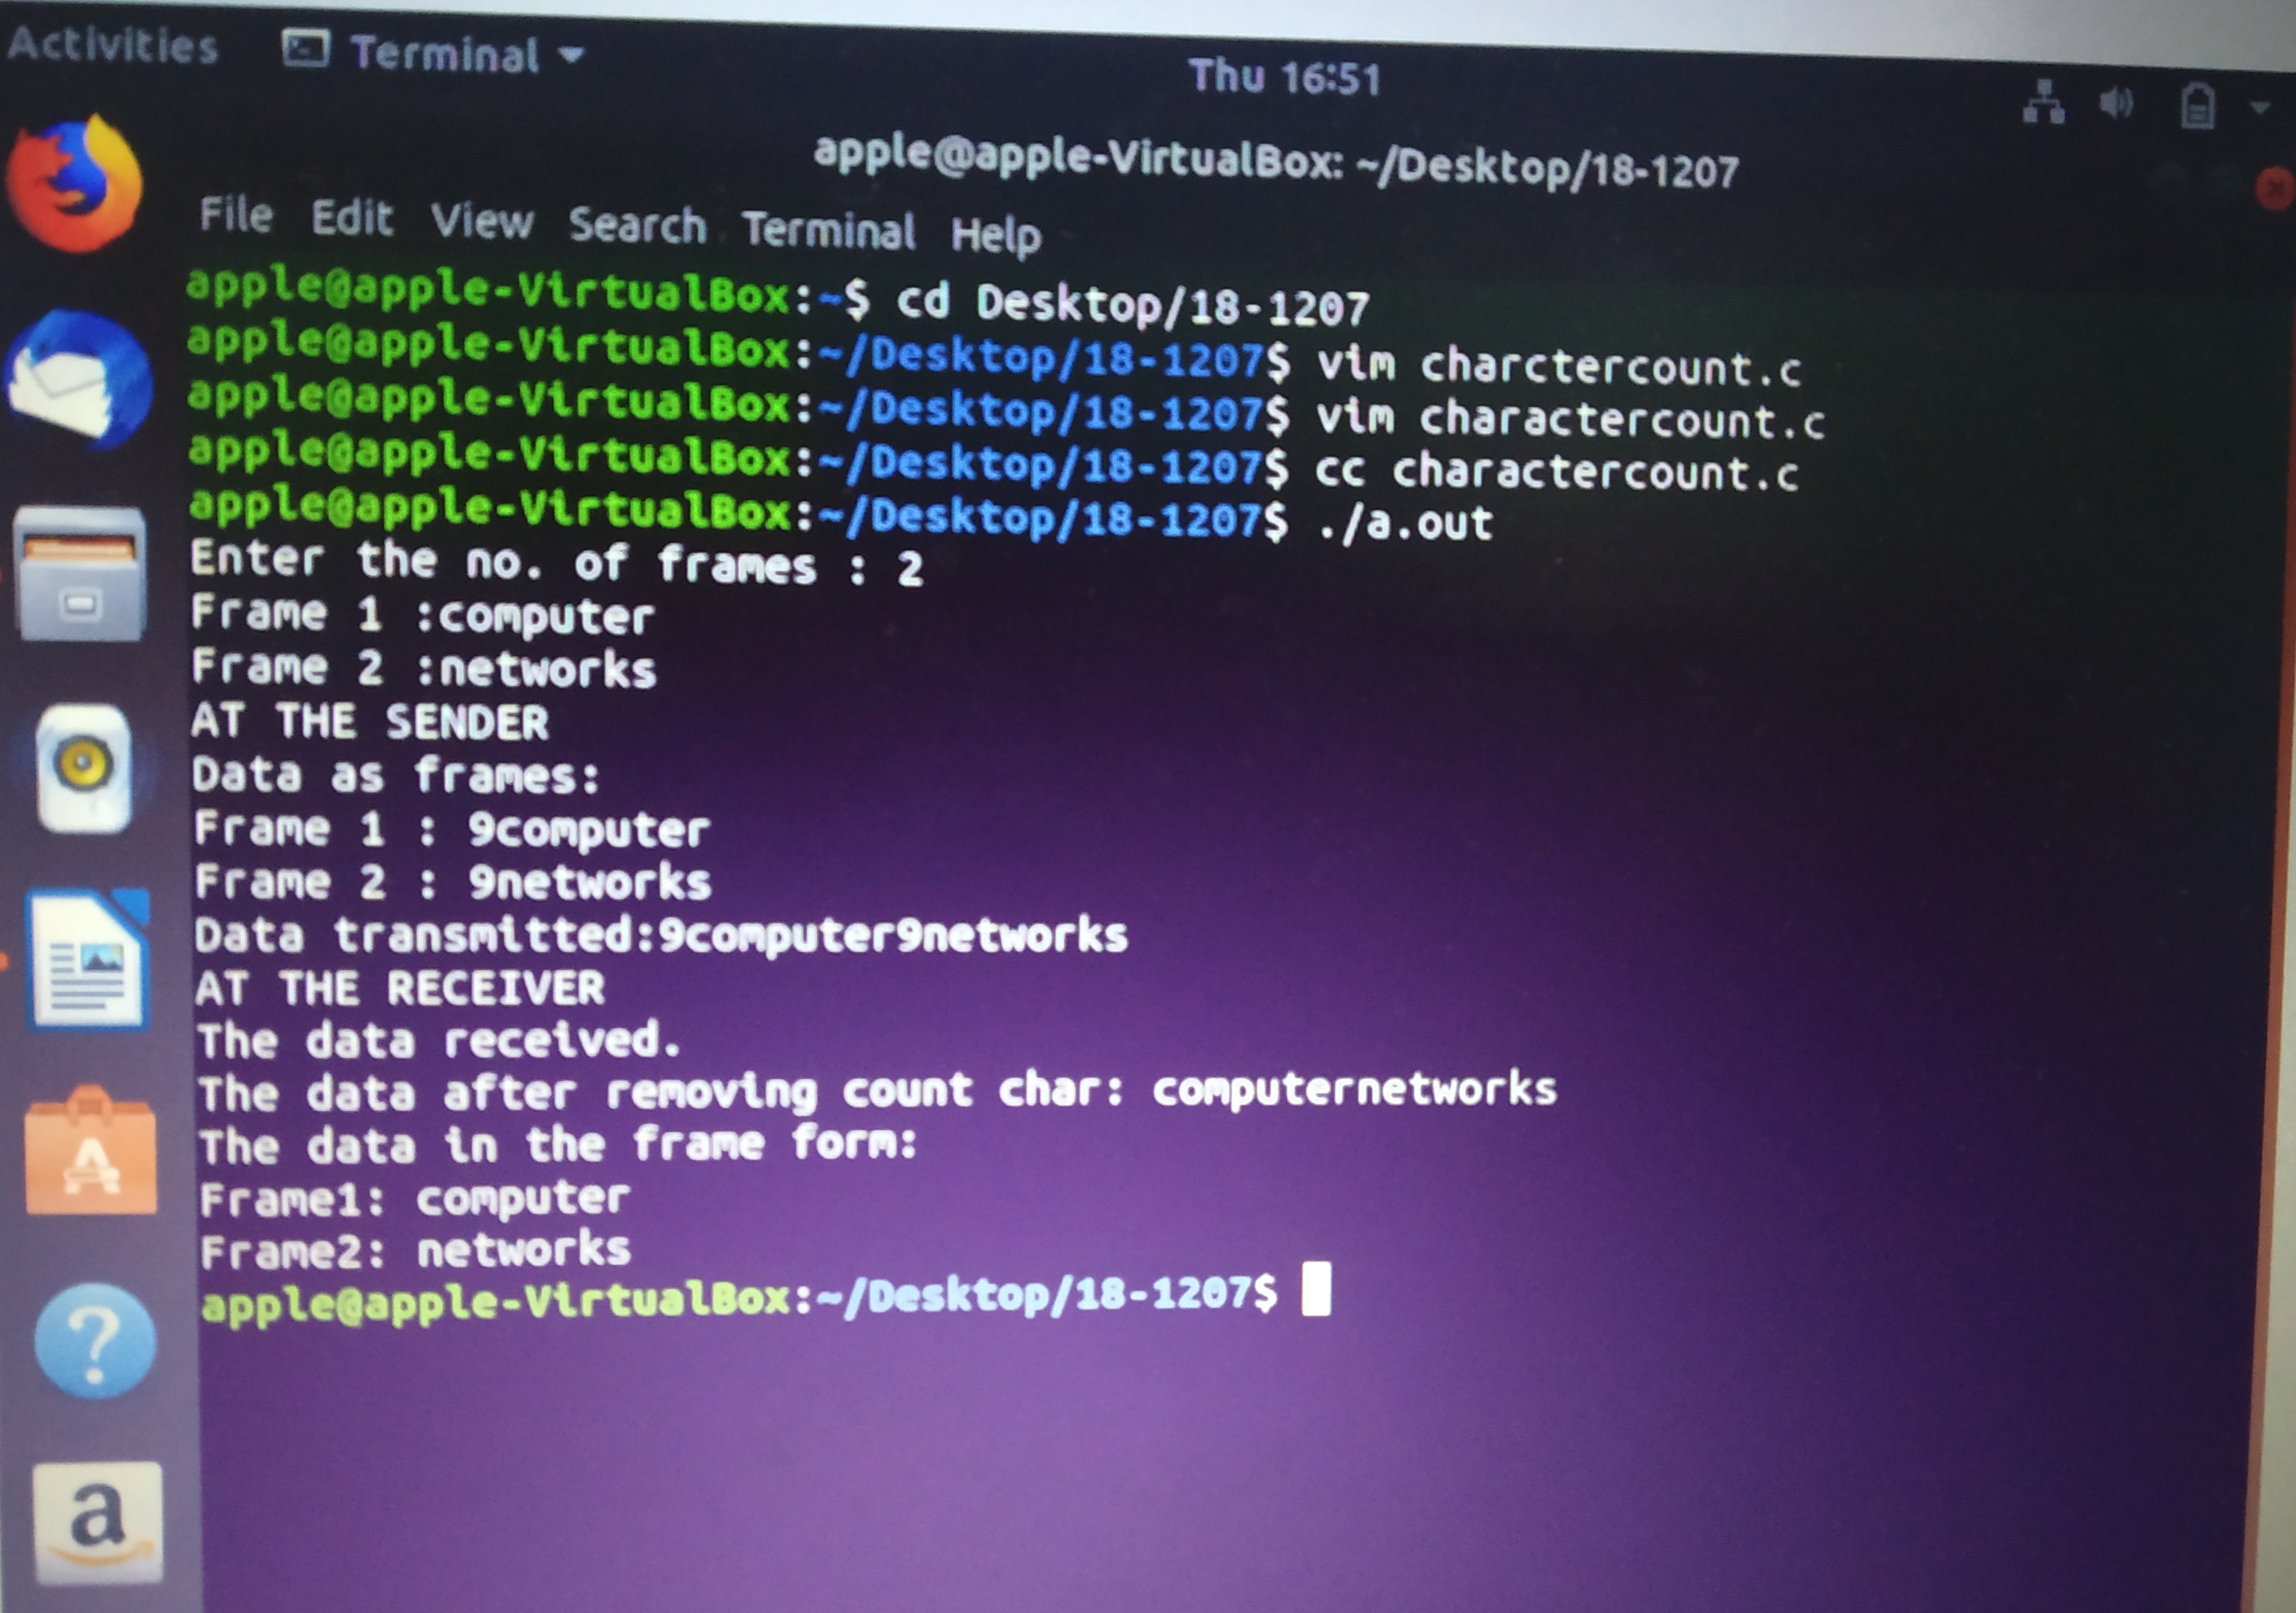 Activities Terminal Thu 16:51
apple@apple-VirtualBox: ~/Desktop/18-1207
File Edit View Search Terminal Help
apple@apple-VirtualBox:~$ cd Desktop/18-1207
apple@apple-VirtualBox:~/Desktop/18-1207$ vim charctercount.c
apple@apple-VirtualBox:~/Desktop/18-1207$ vim charactercount.c
apple@apple-VirtualBox:~/Desktop/18-1207$ cc charactercount.c
apple@apple-VirtualBox:~/Desktop/18-1207$ ./a.out
Enter the no. of frames : 2
Frame 1 :computer
Frame 2 :networks
AT THE SENDER
Data as frames:
Frame 1 : 9computer
Frame 2 : 9networks
Data transmitted:9computer9networks
AT THE RECEIVER
The data received.
The data after removing count char: computernetworks
The data in the frame form:
Frame1: computer
Frame2: networks
apple@apple-VirtualBox:~/Desktop/18-1207$